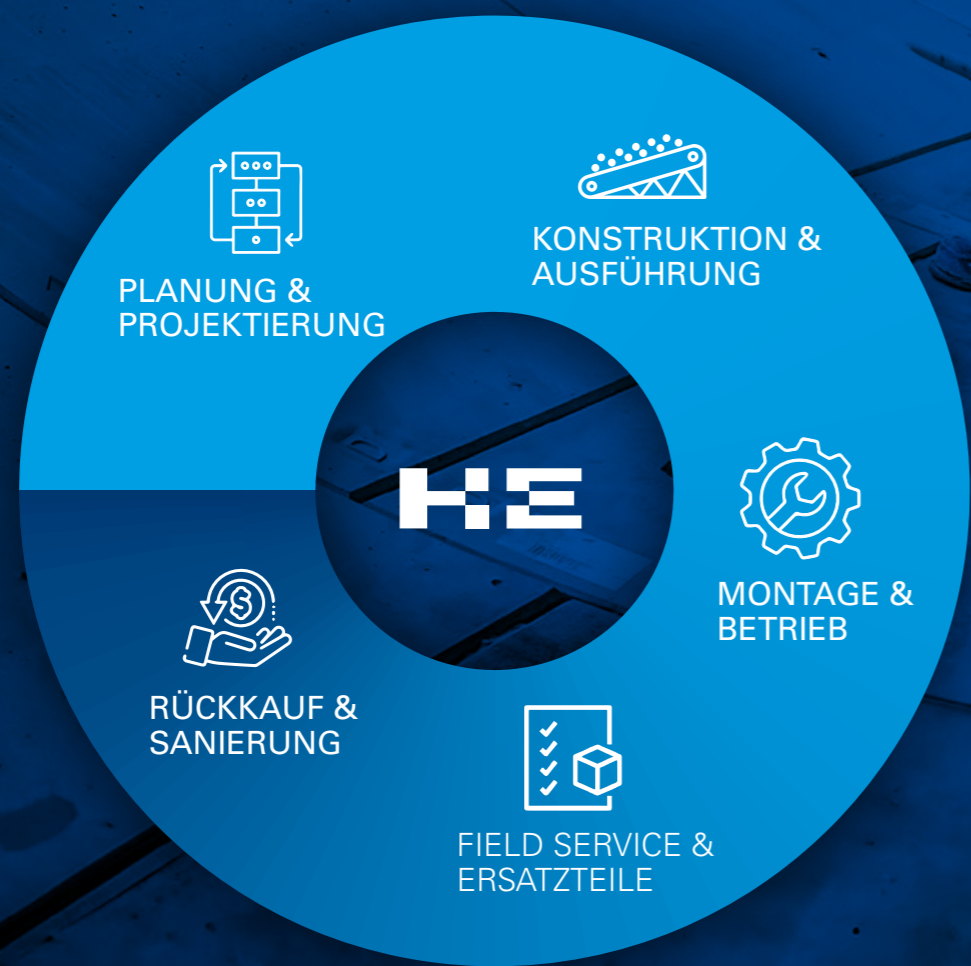 PLANUNG &
PROJEKTIERUNG
KONSTRUKTION &
AUSFÜHRUNG
MONTAGE &
BETRIEB
FIELD SERVICE &
ERSATZTEILE
RÜCKKAUF &
SANIERUNG
HE